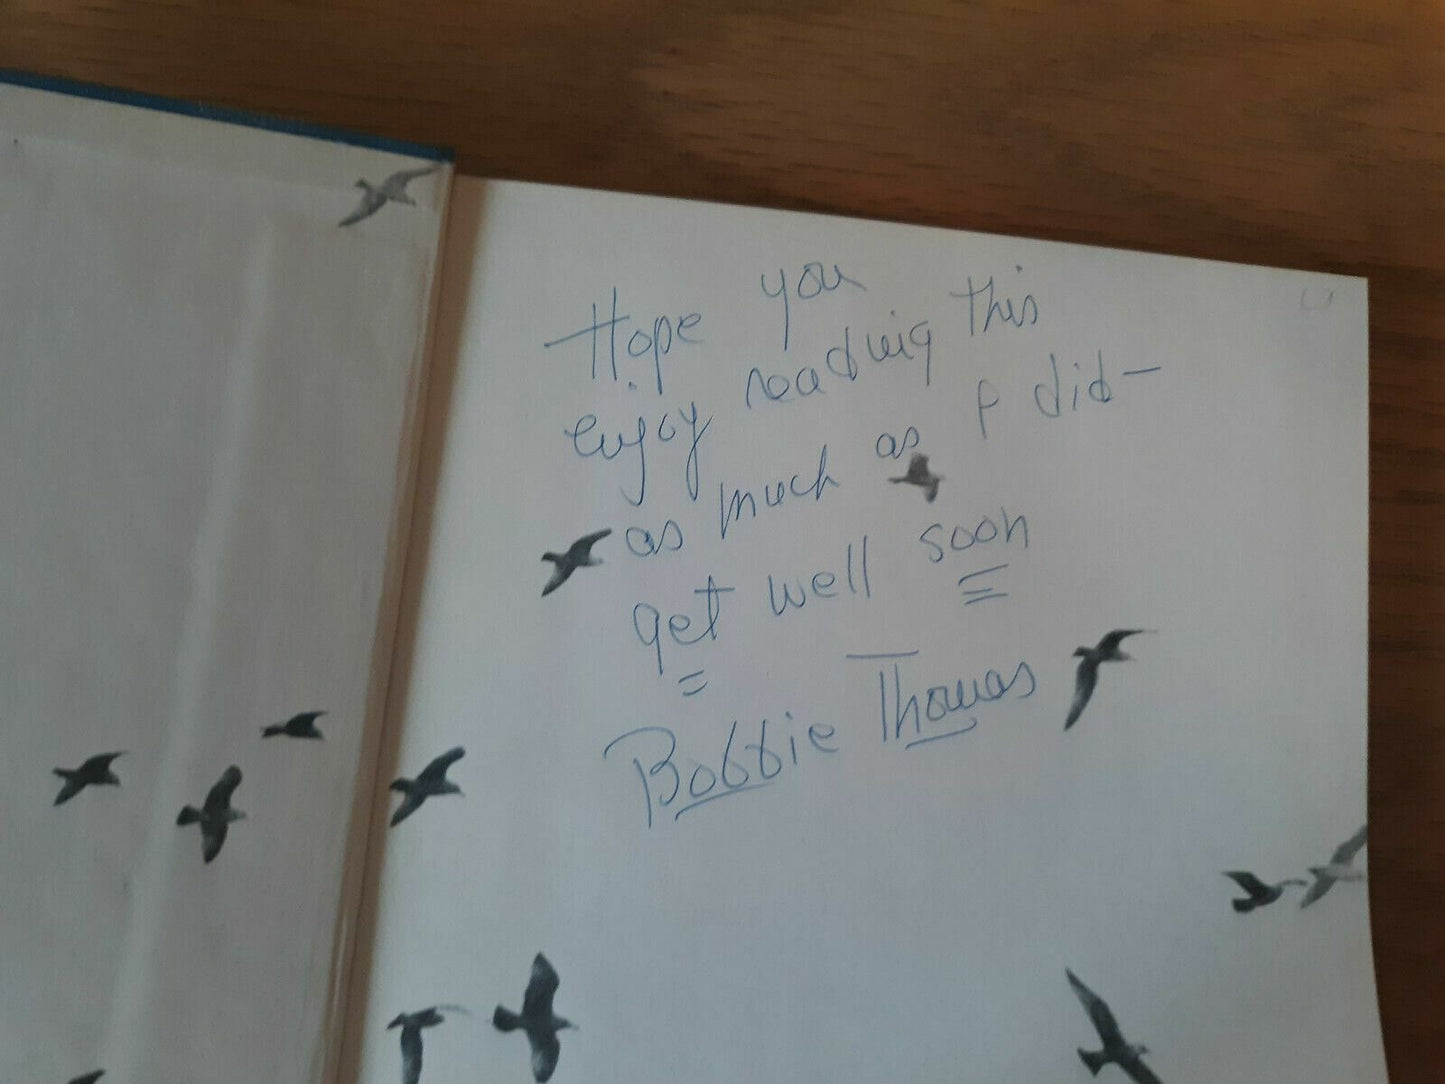 Hope you
enjoy reading this
as much as I did—
get well soon
Bobbie Thomas